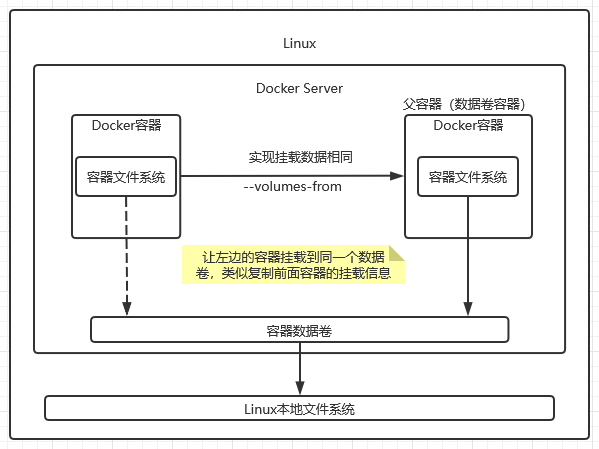 Linux
Docker Server
父容器（数据卷容器）
Docker容器
Docker容器
容器文件系统
实现挂载数据相同
--volumes-from
容器文件系统
让左边的容器挂载到同一个数据
卷，类似复制前面容器的挂载信息
容器数据卷
Linux本地文件系统